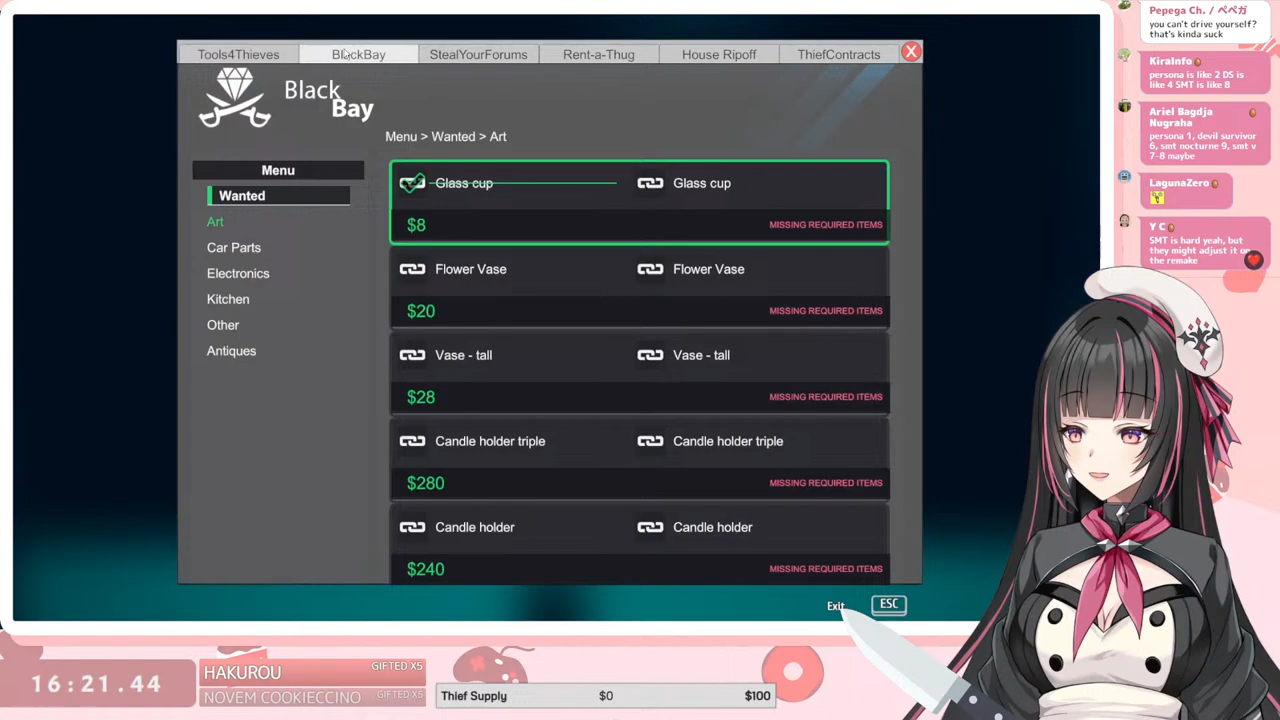 Tools4Thieves
BlackBay
StealYourForums
Rent-a-Thug
House Ripoff
ThiefContracts
Black
Bay
Menu > Wanted > Art
Menu
Wanted
Art
Car Parts
Electronics
Kitchen
Other
Antiques
Glass cup
Glass cup
$8
MISSING REQUIRED ITEMS
Flower Vase
Flower Vase
$20
MISSING REQUIRED ITEMS
Vase - tall
Vase - tall
$28
MISSING REQUIRED ITEMS
Candle holder triple
Candle holder triple
$280
MISSING REQUIRED ITEMS
Candle holder
Candle holder
$240
MISSING REQUIRED ITEMS
Exit
ESC
Pepega Ch. / ペペガ
you can't drive yourself?
that's kinda suck
KiraInfo
persona is like 2 DS is
like 4 SMT is like 8
Ariel Bagdja
Nugraha
persona 1, devil survivor
6, smt nocturne 9, smt v
7-8 maybe
LagunaZero
Y C
SMT is hard yeah, but
they might adjust it on
the remake
16:21.44
HAKUROU
GIFTED X5
NOVEM COOKIECCINO
GIFTED X5
Thief Supply
$0
$100